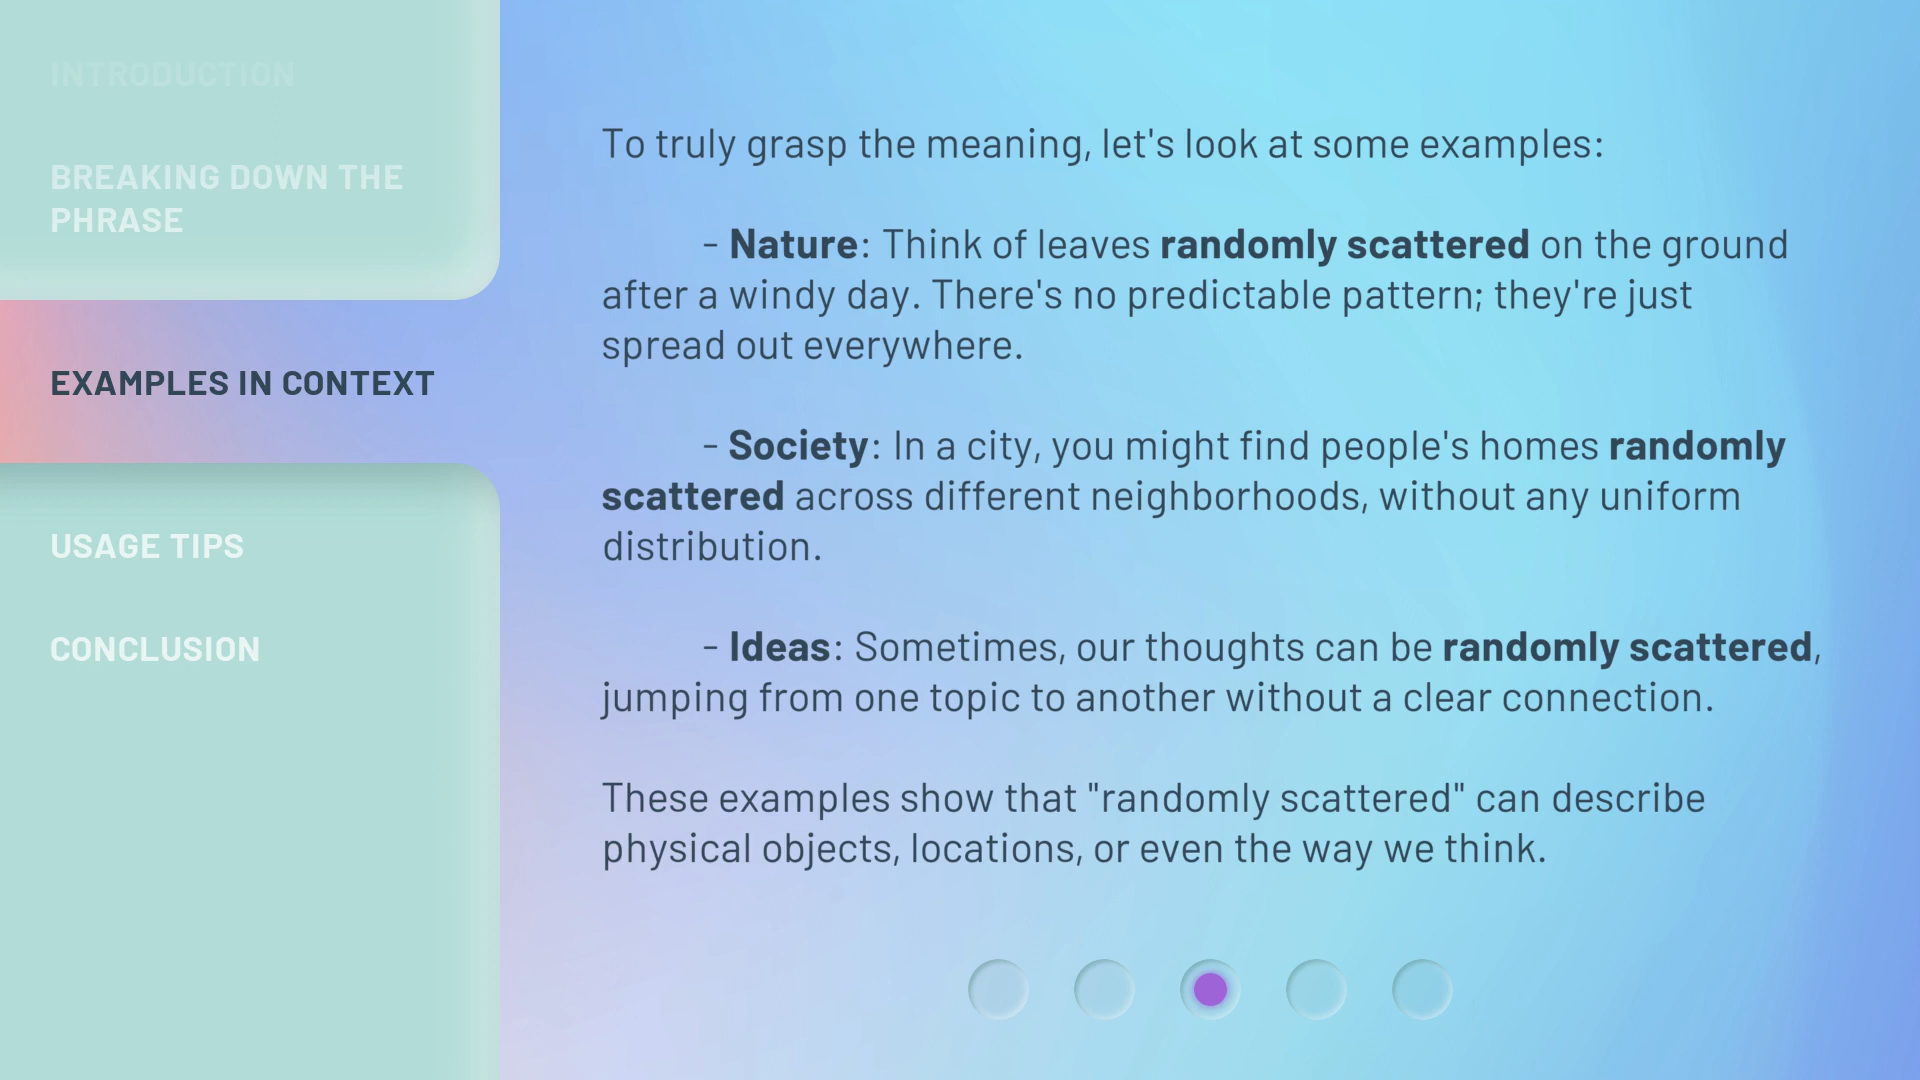 INTRODUCTION
BREAKING DOWN THE
PHRASE
EXAMPLES IN CONTEXT
USAGE TIPS
CONCLUSION
To truly grasp the meaning, let's look at some examples:
- Nature: Think of leaves randomly scattered on the ground
after a windy day. There's no predictable pattern; they're just
spread out everywhere.
- Society: In a city, you might find people's homes randomly
scattered across different neighborhoods, without any uniform
distribution.
- Ideas: Sometimes, our thoughts can be randomly scattered,
jumping from one topic to another without a clear connection.
These examples show that "randomly scattered" can describe
physical objects, locations, or even the way we think.